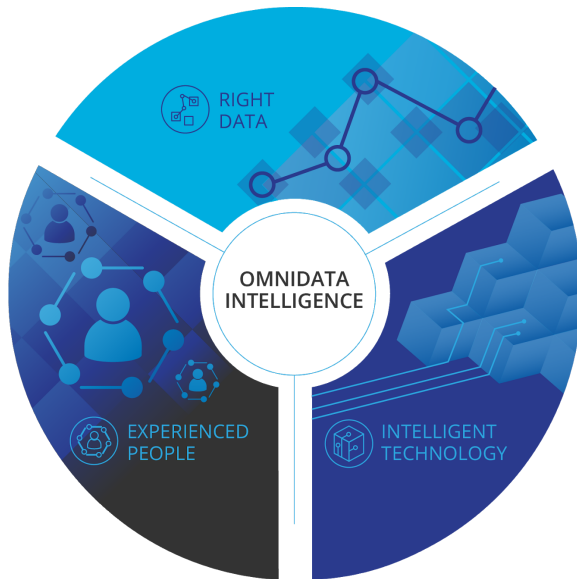 RIGHT
DATA
OMNIDATA
INTELLIGENCE
EXPERIENCED
PEOPLE
INTELLIGENT
TECHNOLOGY